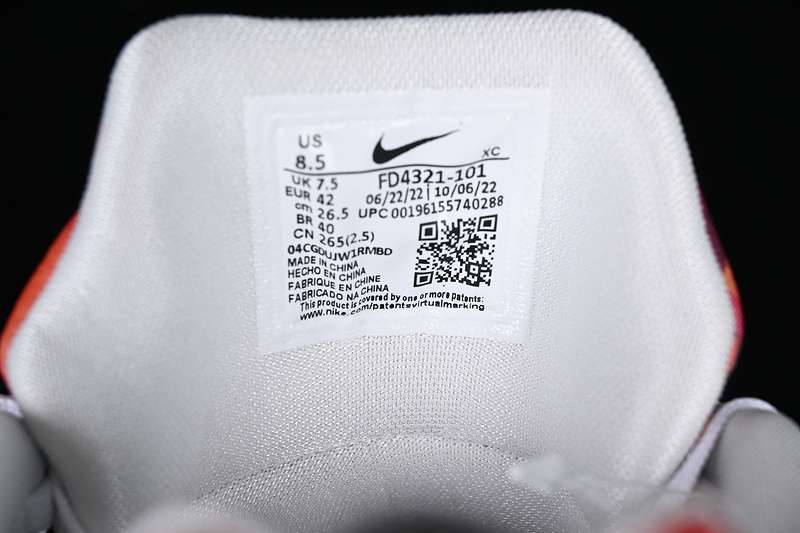 US
8.5
XC
UK 7.5
EUR 42
cm 26.5
BR 40
CN 265(2.5)
FD4321-101
06/22/22 | 10/06/22
UPC 00196155740288
04CGDUJW1RMBD
MADE IN CHINA
HECHO EN CHINA
FABRIQUE EN CHINE
FABRICADO NA CHINA
This product is covered by one or more patents:
www.nike.com/patentsvirtualmarking